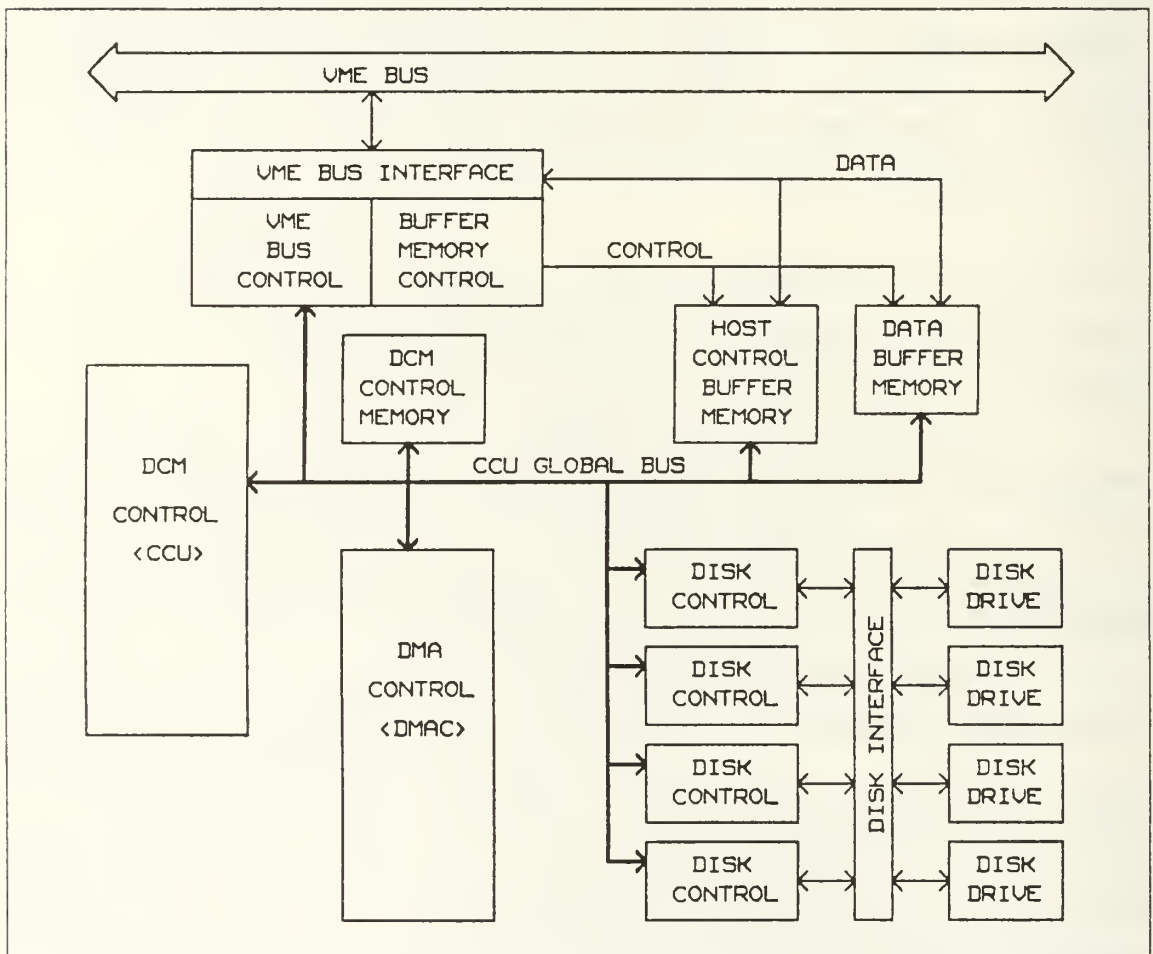 VME BUS
VME BUS INTERFACE
VME
BUS
CONTROL
BUFFER
MEMORY
CONTROL
DATA
CONTROL
HOST
CONTROL
BUFFER
MEMORY
DATA
BUFFER
MEMORY
DCM
CONTROL
MEMORY
DCM
CONTROL
<CCU>
CCU GLOBAL BUS
DMA
CONTROL
<DMAC>
DISK
CONTROL
DISK
CONTROL
DISK
CONTROL
DISK
CONTROL
DISK INTERFACE
DISK
DRIVE
DISK
DRIVE
DISK
DRIVE
DISK
DRIVE